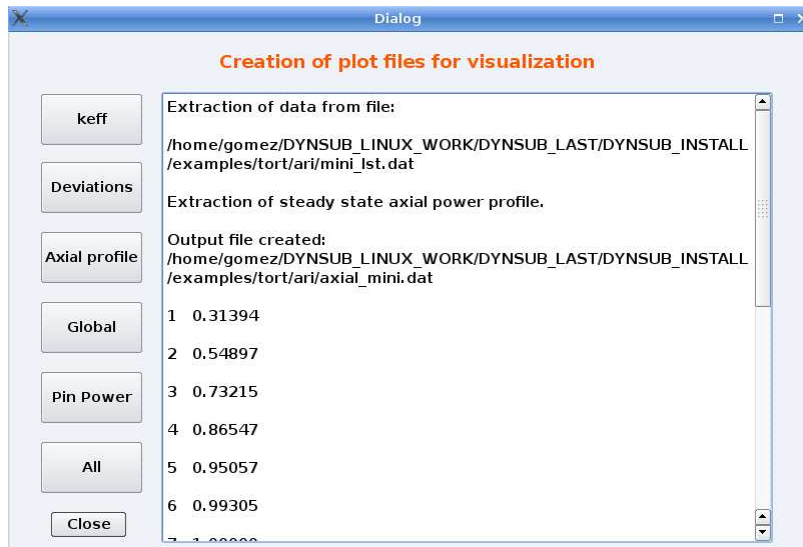 Dialog
Creation of plot files for visualization
keff
Deviations
Axial profile
Global
Pin Power
All
Close
Extraction of data from file:
/home/gomez/DYNSUB_LINUX_WORK/DYNSUB_LAST/DYNSUB_INSTALL
/examples/tort/ari/mini_lst.dat
Extraction of steady state axial power profile.
Output file created:
/home/gomez/DYNSUB_LINUX_WORK/DYNSUB_LAST/DYNSUB_INSTALL
/examples/tort/ari/axial_mini.dat
1 0.31394
2 0.54897
3 0.73215
4 0.86547
5 0.95057
6 0.99305